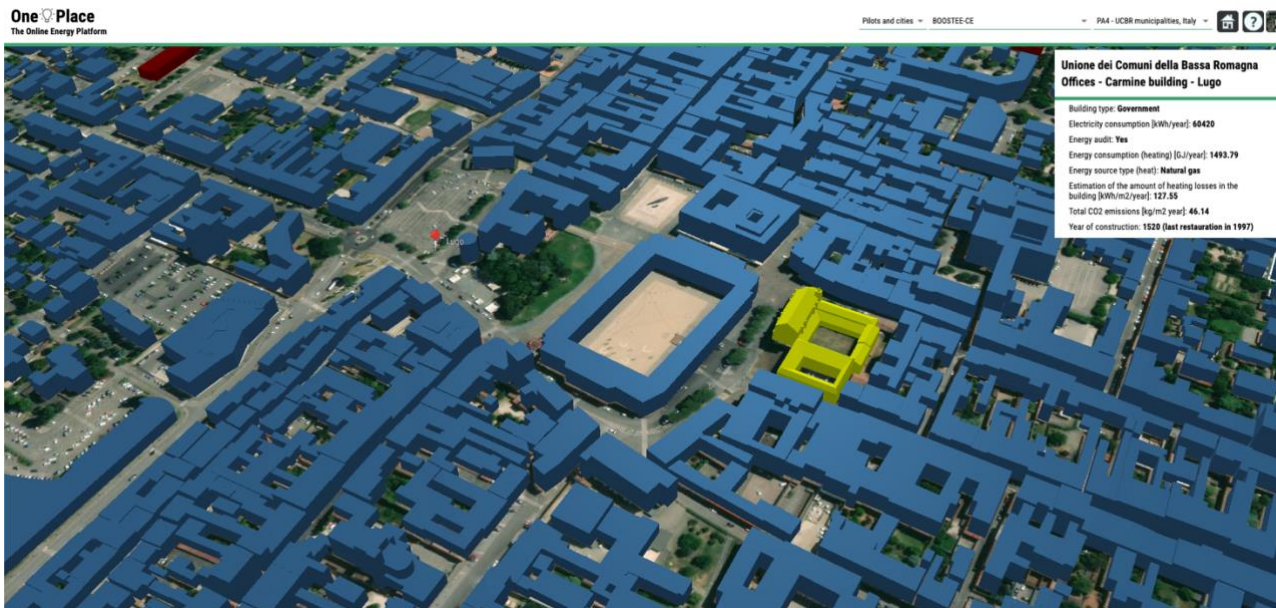 One Place
The Online Energy Platform
Pilots and cities
BOOSTEE-CE
PA4 - UCBR municipalities, Italy
?
Unione dei Comuni della Bassa Romagna
Offices - Carmine building - Lugo
Building type: Government
Electricity consumption [kWh/year]: 60420
Energy audit: Yes
Energy consumption (heating) [GJ/year]: 1493.79
Energy source type (heat): Natural gas
Estimation of the amount of heating losses in the
building [kWh/m2/year]: 127.55
Total CO2 emissions [kg/m2 year]: 46.14
Year of construction: 1520 (last restauration in 1997)
Lugo